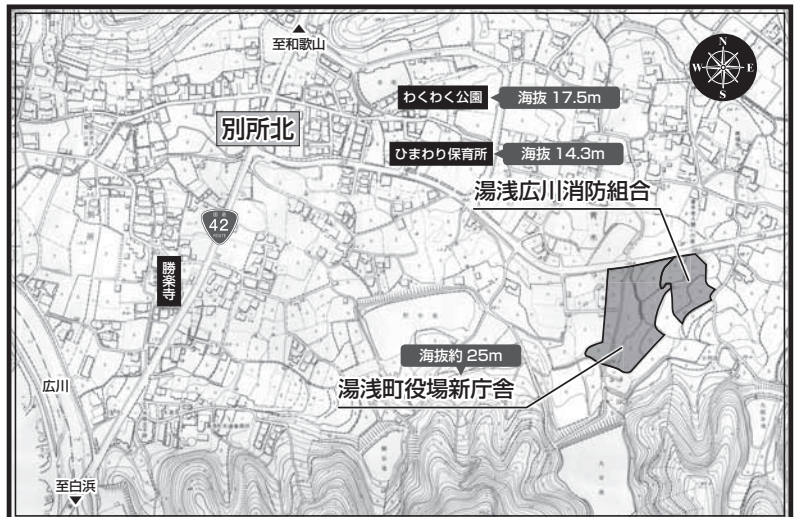 至和歌山
N
W E
S
わくわく公園
海抜 17.5m
別所北
ひまわり保育所
海抜 14.3m
湯浅広川消防組合
国道
42
ROUTE
勝楽寺
海抜約 25m
湯浅町役場新庁舎
広川
至白浜